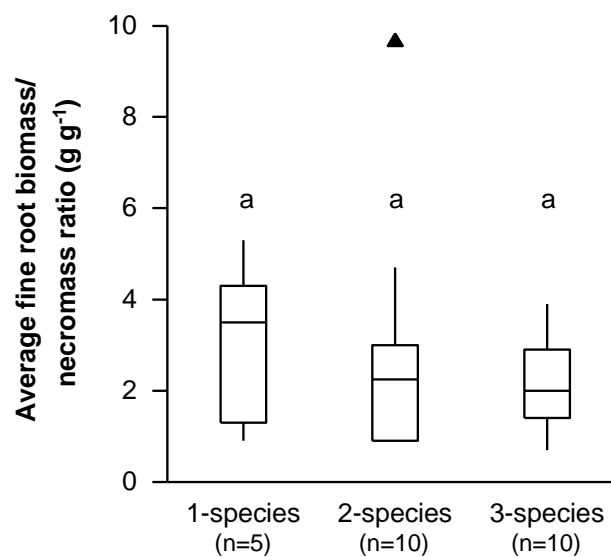 Average fine root biomass/
necromass ratio (g g⁻¹)
10
8
6
4
2
0
a
a
a
1-species
(n=5)
2-species
(n=10)
3-species
(n=10)